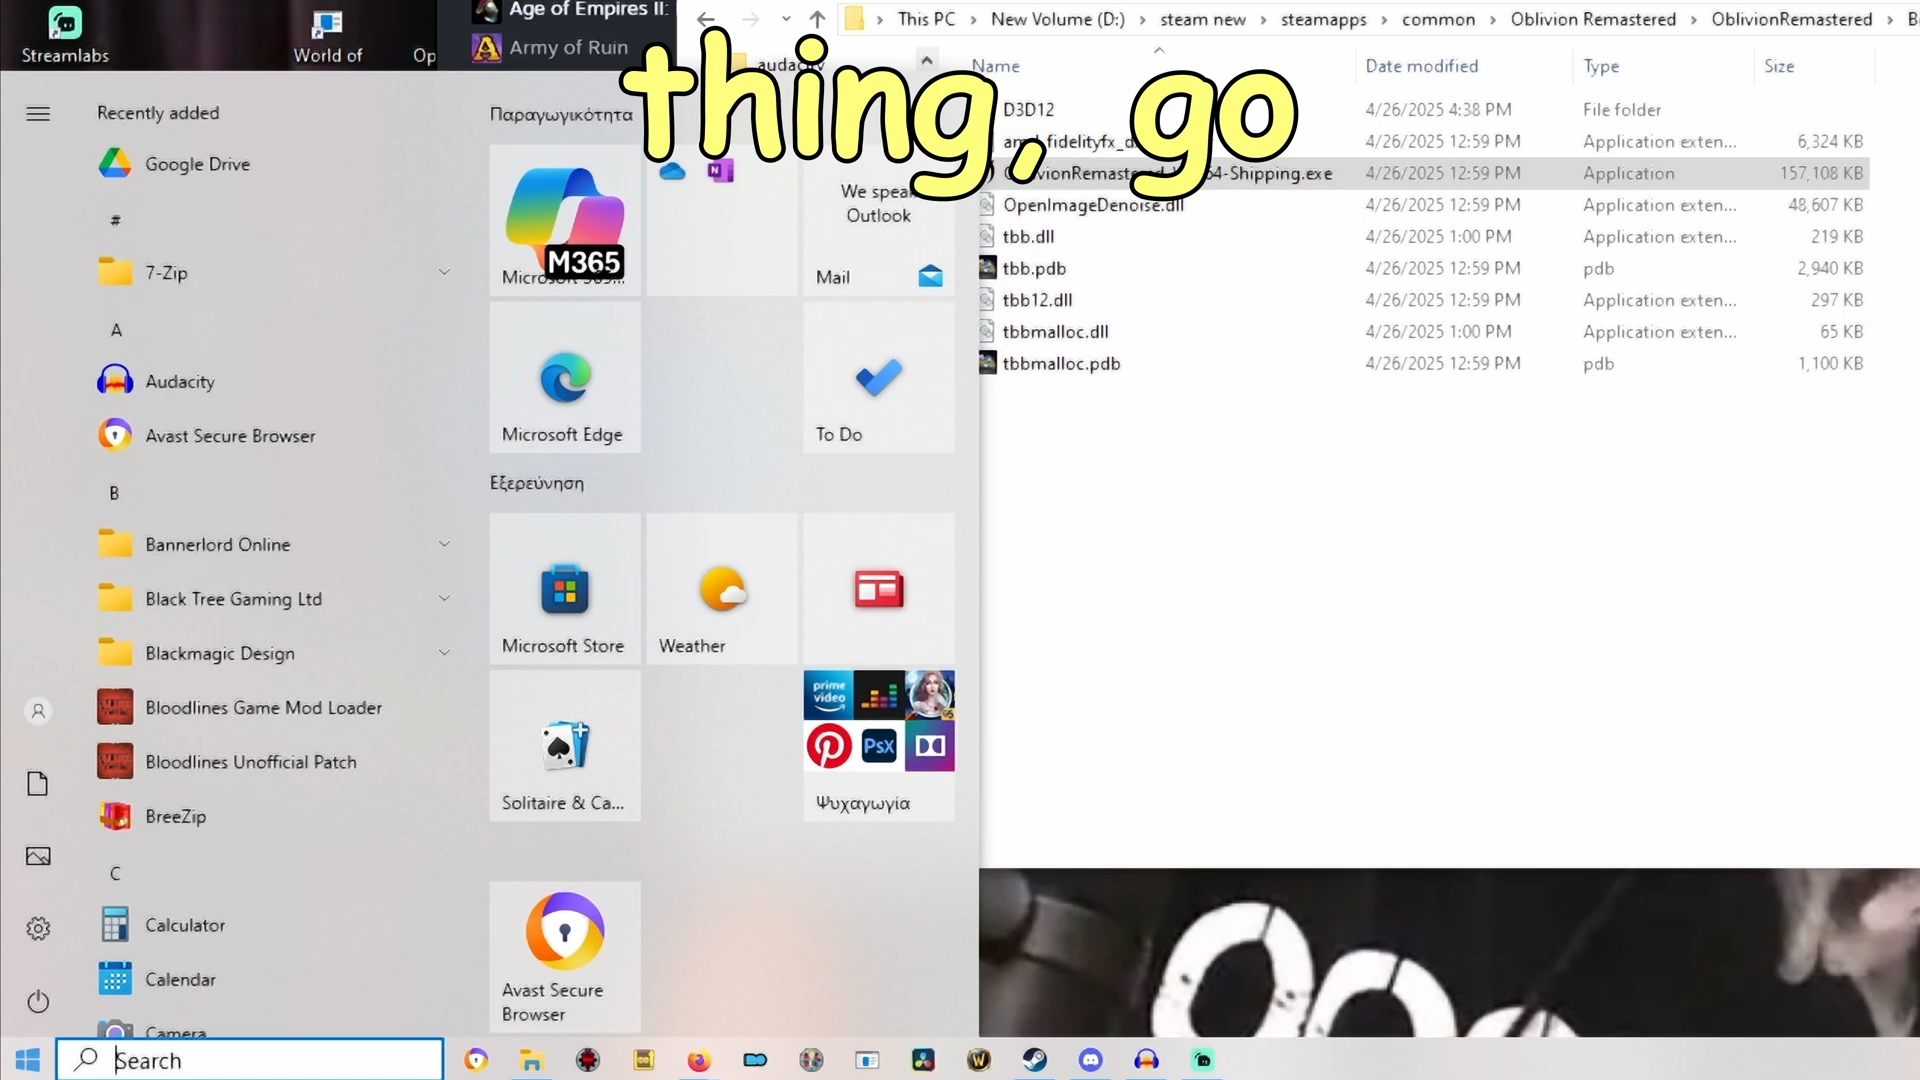 Streamlabs
World of
Op
Age of Empires II:
Army of Ruin
This PC
New Volume (D:)
steam new
steamapps
common
Oblivion Remastered
OblivionRemastered
thing, go
Name
Date modified
Type
Size
D3D12
4/26/2025 4:38 PM
File folder
4/26/2025 12:59 PM
Application exten...
6,324 KB
4/26/2025 12:59 PM
Application
157,108 KB
OpenImageDenoise.dll
4/26/2025 12:59 PM
Application exten...
48,607 KB
tbb.dll
4/26/2025 1:00 PM
Application exten...
219 KB
tbb.pdb
4/26/2025 12:59 PM
pdb
2,940 KB
tbb12.dll
4/26/2025 12:59 PM
Application exten...
297 KB
tbbmalloc.dll
4/26/2025 1:00 PM
Application exten...
65 KB
tbbmalloc.pdb
4/26/2025 12:59 PM
pdb
1,100 KB
Recently added
Google Drive
#
7-Zip
A
Audacity
Avast Secure Browser
B
Bannerlord Online
Black Tree Gaming Ltd
Blackmagic Design
Bloodlines Game Mod Loader
Bloodlines Unofficial Patch
BreeZip
C
Calculator
Calendar
Camera
Παραγωγικότητα
M365
We speak
Outlook
Mail
Microsoft Edge
To Do
Εξερεύνηση
Microsoft Store
Weather
Solitaire & Ca...
prime
video
Psx
Ψυχαγωγία
Avast Secure
Browser
Search